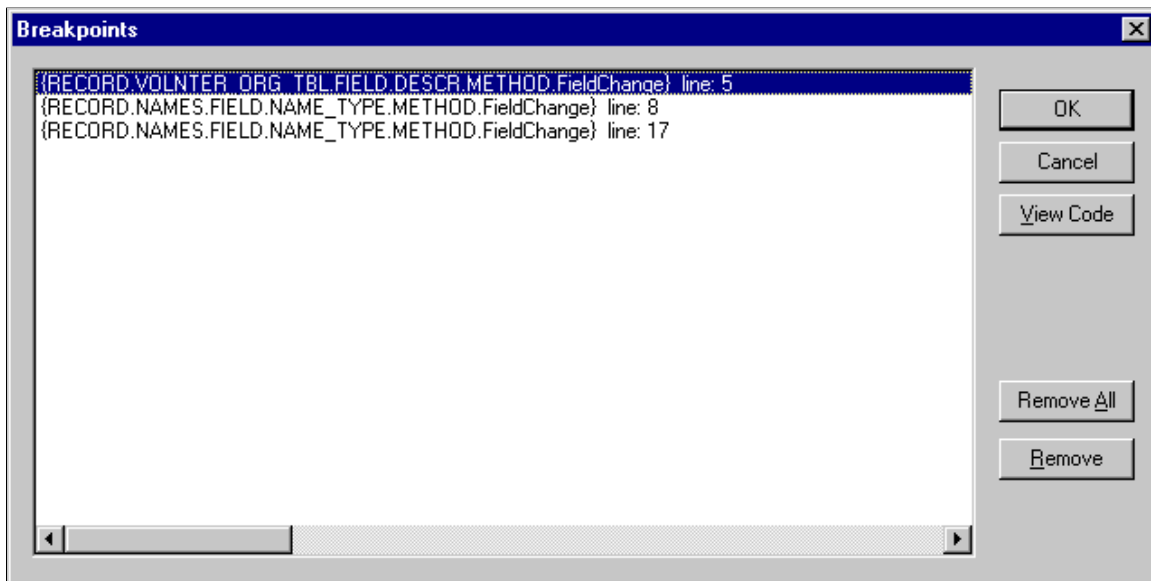 Breakpoints
{RECORD.VOLNTER_ORG_TBL.FIELD.DESCR.METHOD.FieldChange} line: 5
{RECORD.NAMES.FIELD.NAME_TYPE.METHOD.FieldChange} line: 8
{RECORD.NAMES.FIELD.NAME_TYPE.METHOD.FieldChange} line: 17
OK
Cancel
View Code
Remove All
Remove